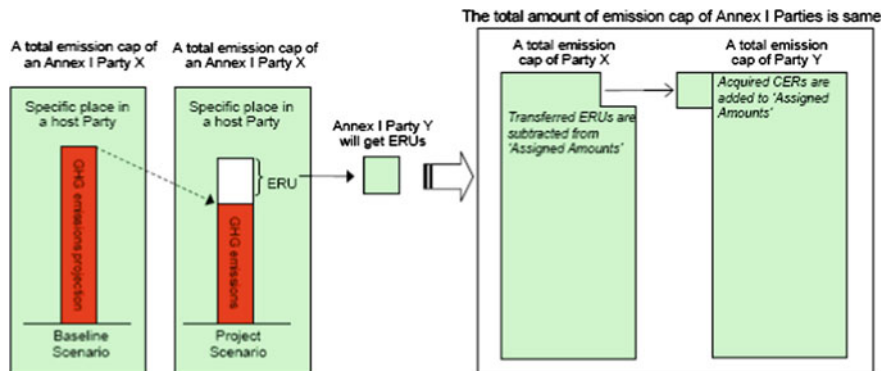 The total amount of emission cap of Annex I Parties is same
A total emission cap of
an Annex I Party X
A total emission cap of
an Annex I Party X
Specific place in
a host Party
GHG emissions projection
Baseline
Scenario
Specific place in
a host Party
ERU
GHG emissions
Project
Scenario
Annex I Party Y
will get ERUs
A total emission
cap of Party X
Transferred ERUs are
subtracted from
'Assigned Amounts'
A total emission
cap of Party Y
Acquired CERs are
added to 'Assigned
Amounts'